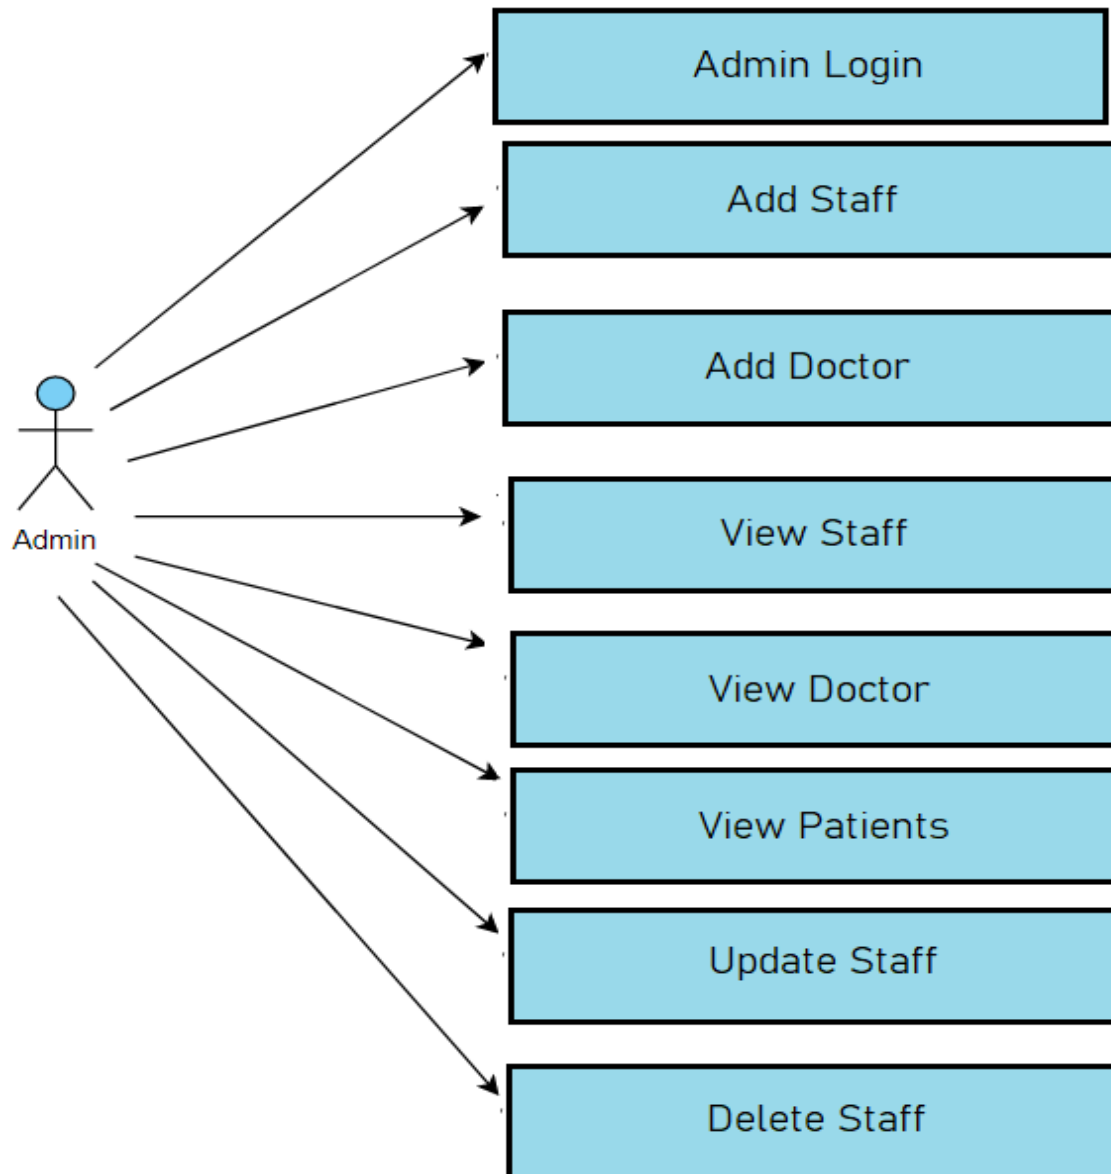 Admin Login
Add Staff
Add Doctor
View Staff
Admin
View Doctor
View Patients
Update Staff
Delete Staff